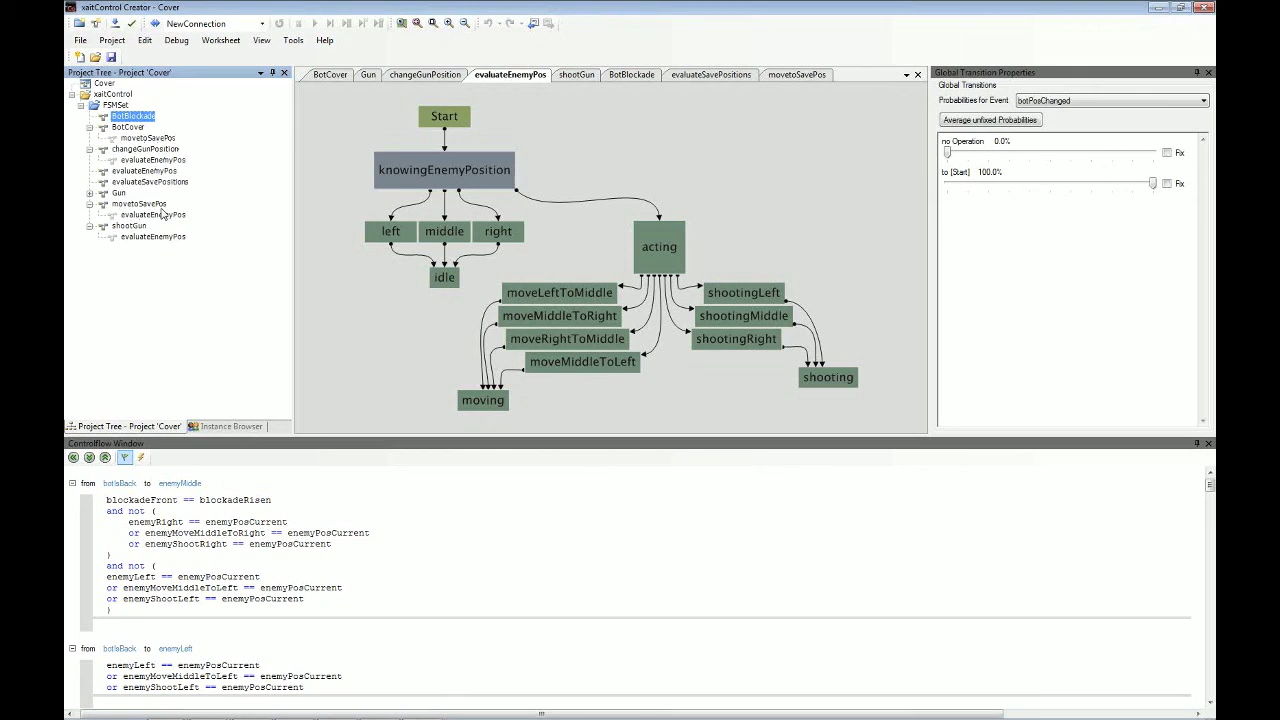 xaitControl Creator - Cover
NewConnection
File Project Edit Debug Worksheet View Tools Help
Project Tree - Project 'Cover'
Cover
xaitControl
FSMSet
BotBlockade
BotCover
movetoSavePos
changeGunPosition
evaluateEnemyPos
evaluateEnemyPos
evaluateSavePositions
Gun
movetoSavePos
evaluateEnemyPos
shootGun
evaluateEnemyPos
Project Tree - Project 'Cover' Instance Browser
BotCover Gun changeGunPosition evaluateEnemyPos shootGun BotBlockade evaluateSavePositions movetoSavePos
Start
knowingEnemyPosition
left middle right
idle
acting
moveLeftToMiddle
moveMiddleToRight
moveRightToMiddle
moveMiddleToLeft
moving
shootingLeft
shootingMiddle
shootingRight
shooting
Global Transition Properties
Global Transitions
Probabilities for Event botPosChanged
Average unfixed Probabilities
no Operation 0.0% Fix
to [Start] 100.0% Fix
Controlflow Window
from botIsBack to enemyMiddle
blockadeFront == blockadeRisen
and not (
enemyRight == enemyPosCurrent
or enemyMoveMiddleToRight == enemyPosCurrent
or enemyShootRight == enemyPosCurrent
)
and not (
enemyLeft == enemyPosCurrent
or enemyMoveMiddleToLeft == enemyPosCurrent
or enemyShootLeft == enemyPosCurrent
)
from botIsBack to enemyLeft
enemyLeft == enemyPosCurrent
or enemyMoveMiddleToLeft == enemyPosCurrent
or enemyShootLeft == enemyPosCurrent